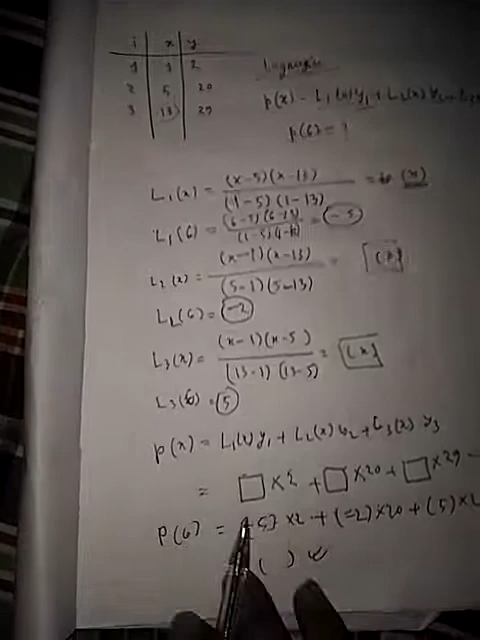 i x y
1 1 2
2 5 20
3 13 29
Lagrange
p(x) - L₁(x)y₁ + L₂(x) y₂
p(6) = ?
L₁(x) = (x-5)(x-13) / (1-5)(1-13) = (x)
L₁(6) = (6-5)(6-13) / (1-5)(1-13) = -5
L₂(x) = (x-1)(x-13) / (5-1)(5-13) = (x)
L₂(6) = -2
L₃(x) = (x-1)(x-5) / (13-1)(13-5) = (x)
L₃(6) = 5
p(x) = L₁(x)y₁ + L₂(x)y₂ + L₃(x) y₃
= □×2 + □×20 + □×29
P(6) = (-5)×2 + (-2)×20 + (5)×2
( )